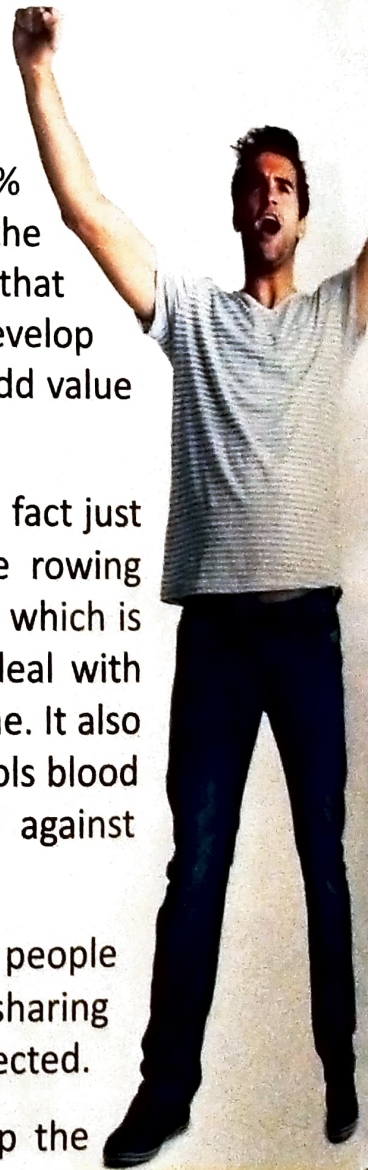 %
he
that
evelop
dd value
fact just
e rowing
which is
deal with
ne. It also
ols blood
against
people
sharing
ected.
p the